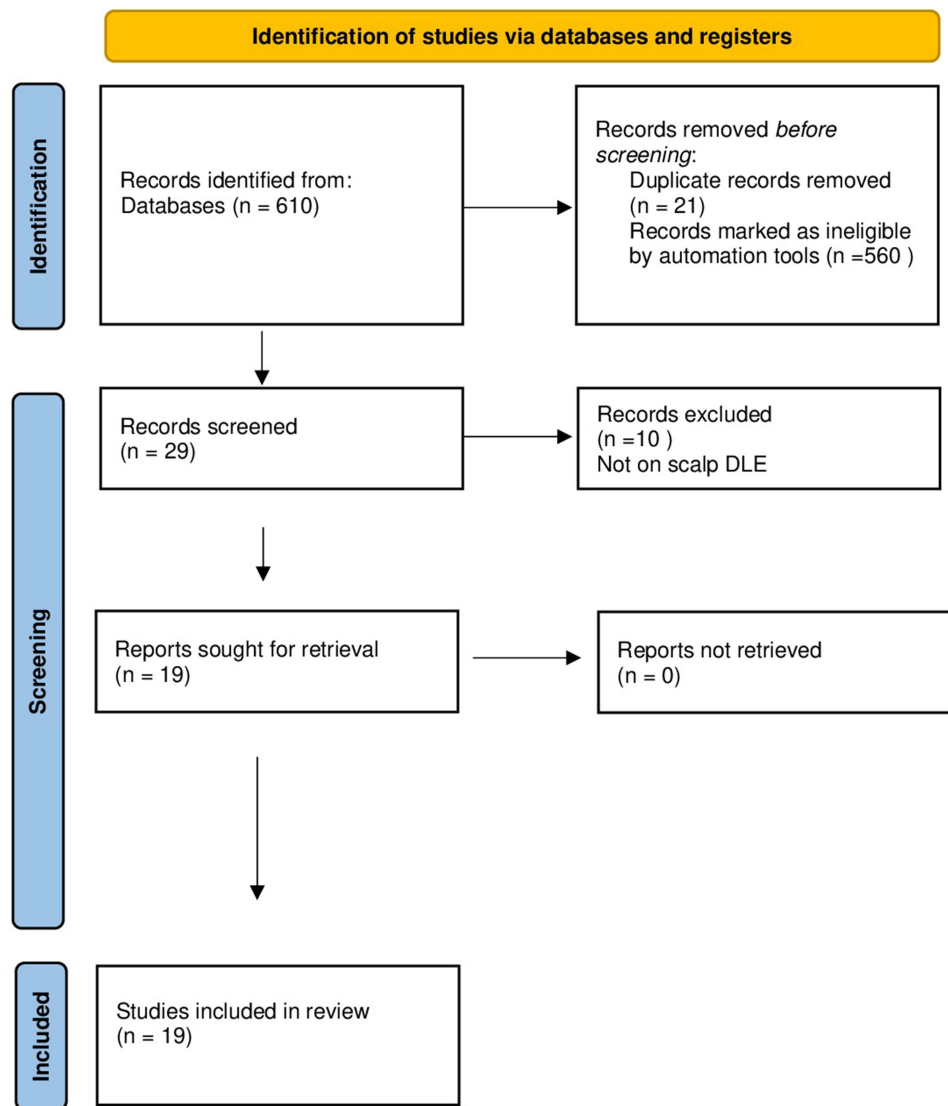 Identification of studies via databases and registers
Identification
Records identified from:
Databases (n = 610)
Records removed before
screening:
Duplicate records removed
(n = 21)
Records marked as ineligible
by automation tools (n =560 )
Screening
Records screened
(n = 29)
Records excluded
(n =10 )
Not on scalp DLE
Reports sought for retrieval
(n = 19)
Reports not retrieved
(n = 0)
Included
Studies included in review
(n = 19)